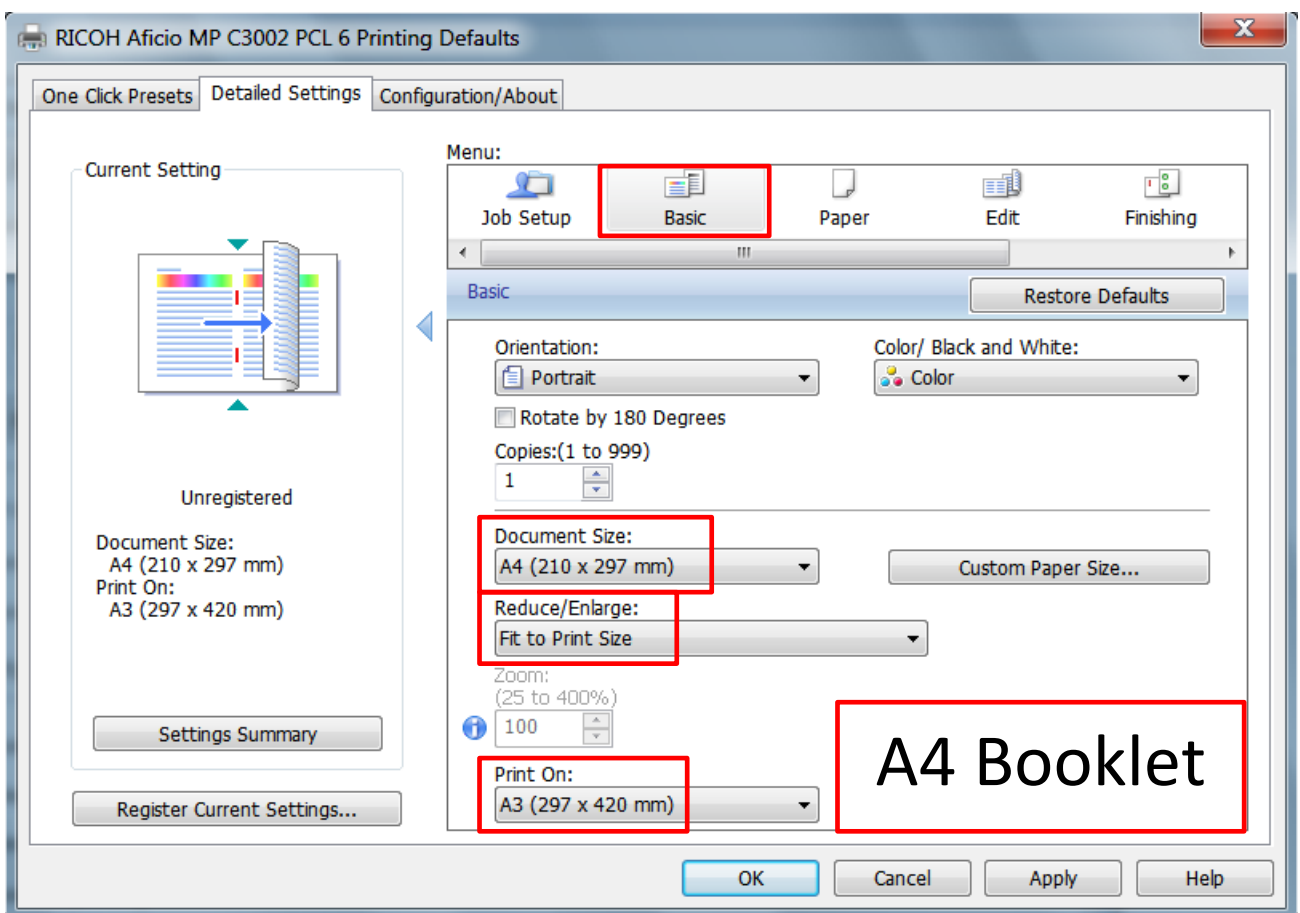 RICOH Aficio MP C3002 PCL 6 Printing Defaults
X
One Click Presets Detailed Settings Configuration/About
Current Setting
Unregistered
Document Size:
A4 (210 x 297 mm)
Print On:
A3 (297 x 420 mm)
Settings Summary
Register Current Settings...
Menu:
Job Setup Basic Paper Edit Finishing
Basic
Restore Defaults
Orientation:
Portrait
Color/ Black and White:
Color
Rotate by 180 Degrees
Copies:(1 to 999)
1
Document Size:
A4 (210 x 297 mm)
Custom Paper Size...
Reduce/Enlarge:
Fit to Print Size
Zoom:
(25 to 400%)
100
Print On:
A3 (297 x 420 mm)
A4 Booklet
OK Cancel Apply Help